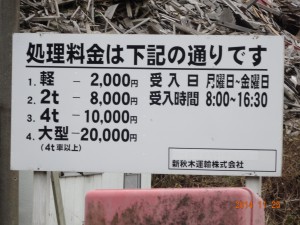 処理料金は下記の通りです
1. 軽 - 2,000円 受入日 月曜日~金曜日
2. 2t - 8,000円 受入時間 8:00~16:30
3. 4t - 10,000円
4. 大型-20,000円
(4t車以上)
新秋木運輸株式会社